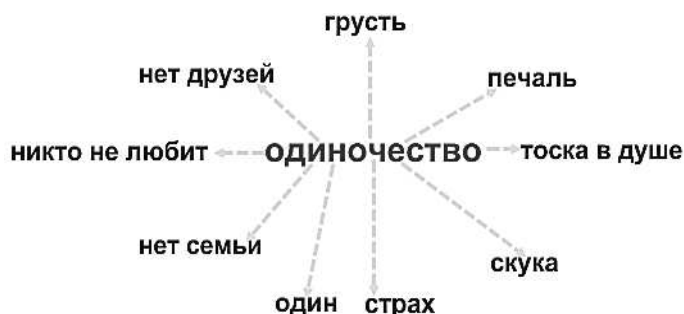 грусть
нет друзей
печаль
никто не любит
одиночество
тоска в душе
нет семьи
скука
один
страх